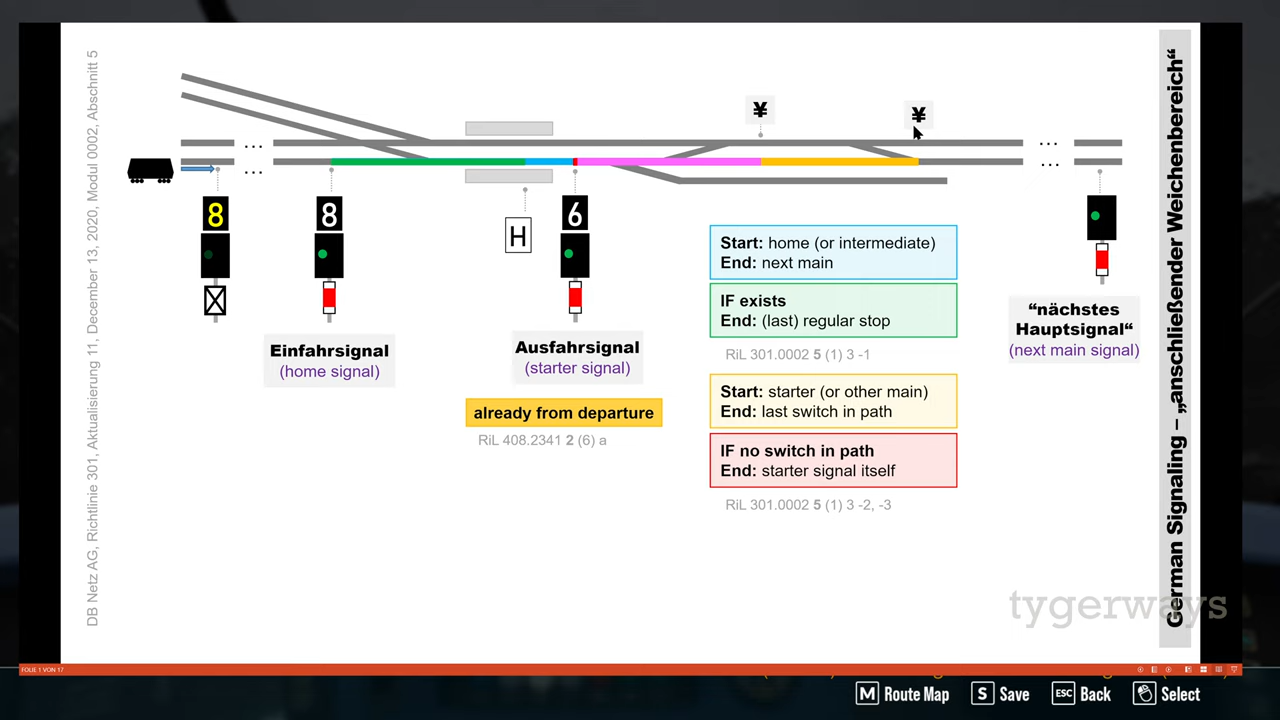 DB Netz AG, Richtlinie 301, Aktualisierung 11, December 13, 2020, Modul 0002, Abschnitt 5
German Signaling – „anschließender Weichenbereich“
¥
¥
...
...
...
...
8
8
6
H
Einfahrsignal
(home signal)
Ausfahrsignal
(starter signal)
already from departure
RiL 408.2341 2 (6) a
Start: home (or intermediate)
End: next main
IF exists
End: (last) regular stop
RiL 301.0002 5 (1) 3 -1
Start: starter (or other main)
End: last switch in path
IF no switch in path
End: starter signal itself
RiL 301.0002 5 (1) 3 -2, -3
“nächstes
Hauptsignal“
(next main signal)
tygerways
FOLIE 1 VON 17
M Route Map S Save ESC Back Select